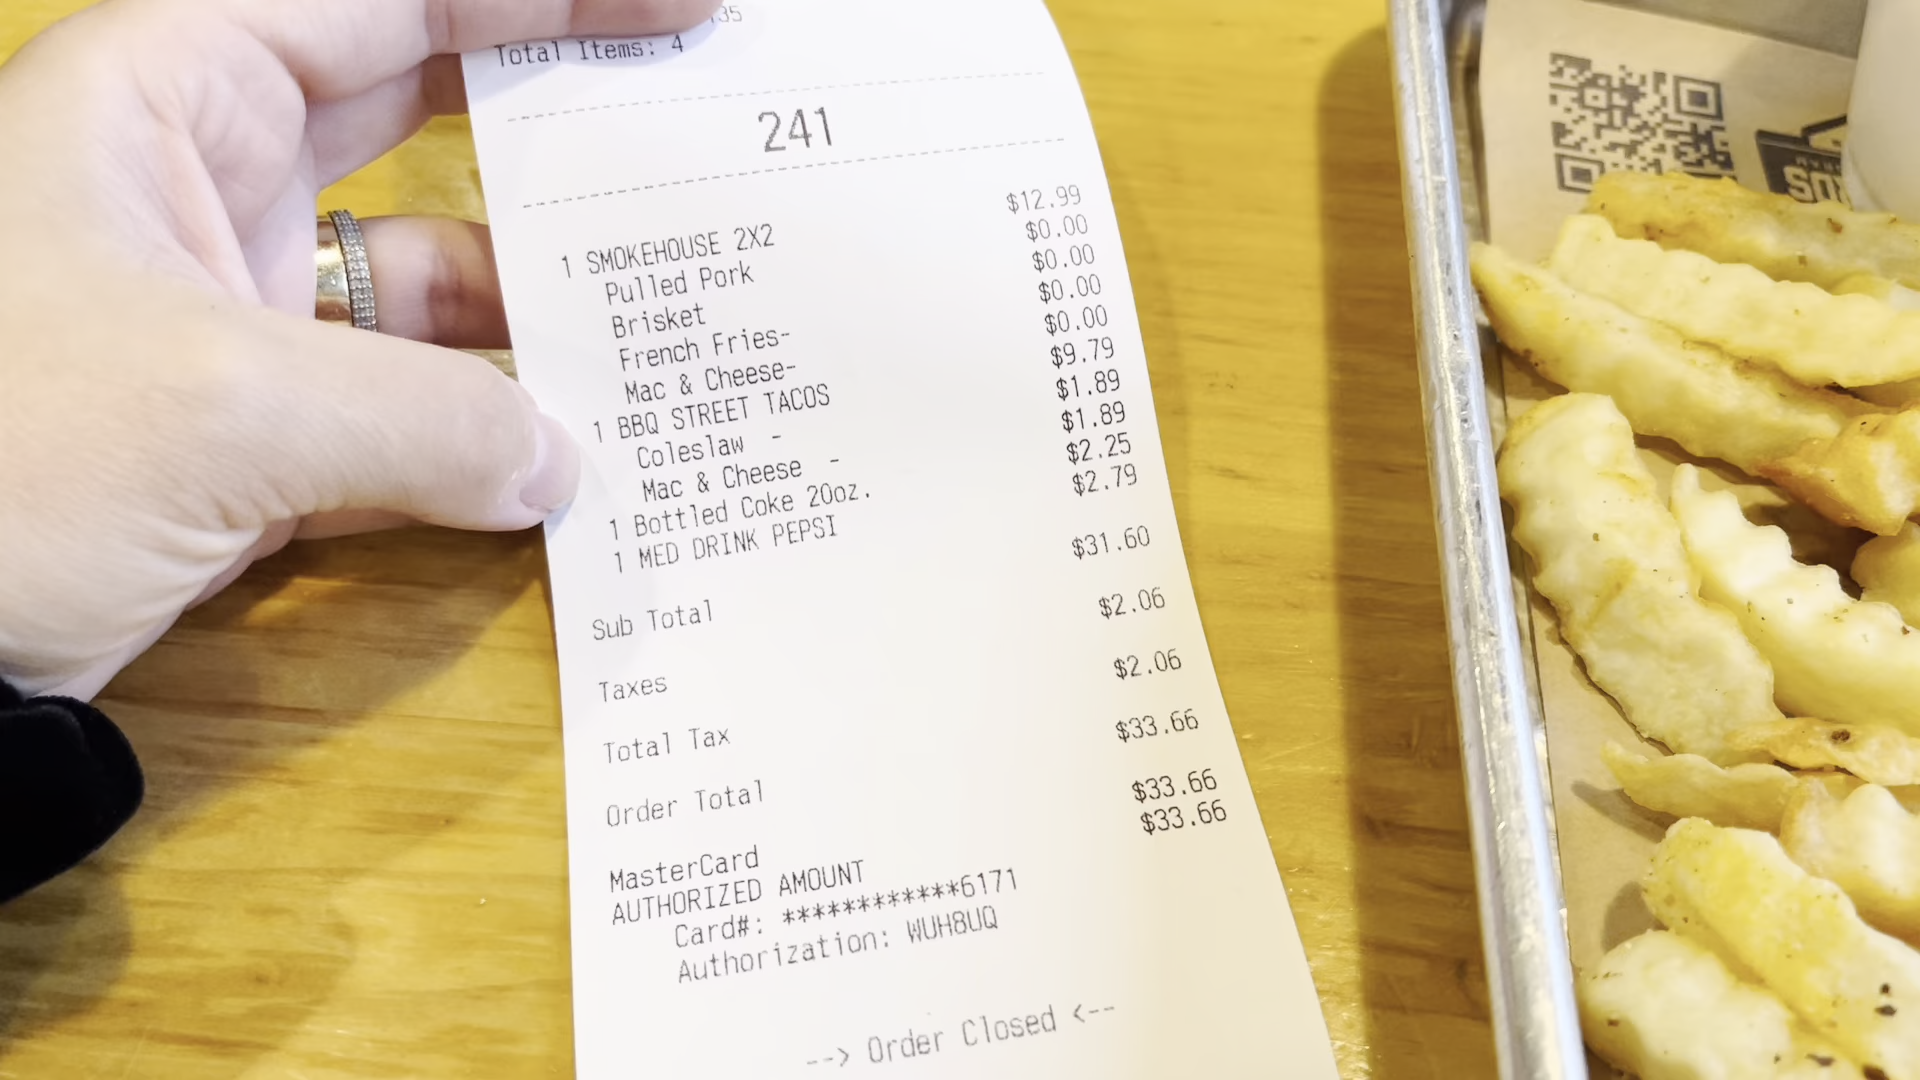 35
Total Items: 4
241
1 SMOKEHOUSE 2X2 $12.99
Pulled Pork $0.00
Brisket $0.00
French Fries- $0.00
Mac & Cheese- $0.00
1 BBQ STREET TACOS $9.79
Coleslaw - $1.89
Mac & Cheese - $1.89
1 Bottled Coke 20oz. $2.25
1 MED DRINK PEPSI $2.79
Sub Total $31.60
Taxes $2.06
Total Tax $2.06
Order Total $33.66
MasterCard $33.66
AUTHORIZED AMOUNT $33.66
Card#: ************6171
Authorization: WUH8UQ
--> Order Closed <--